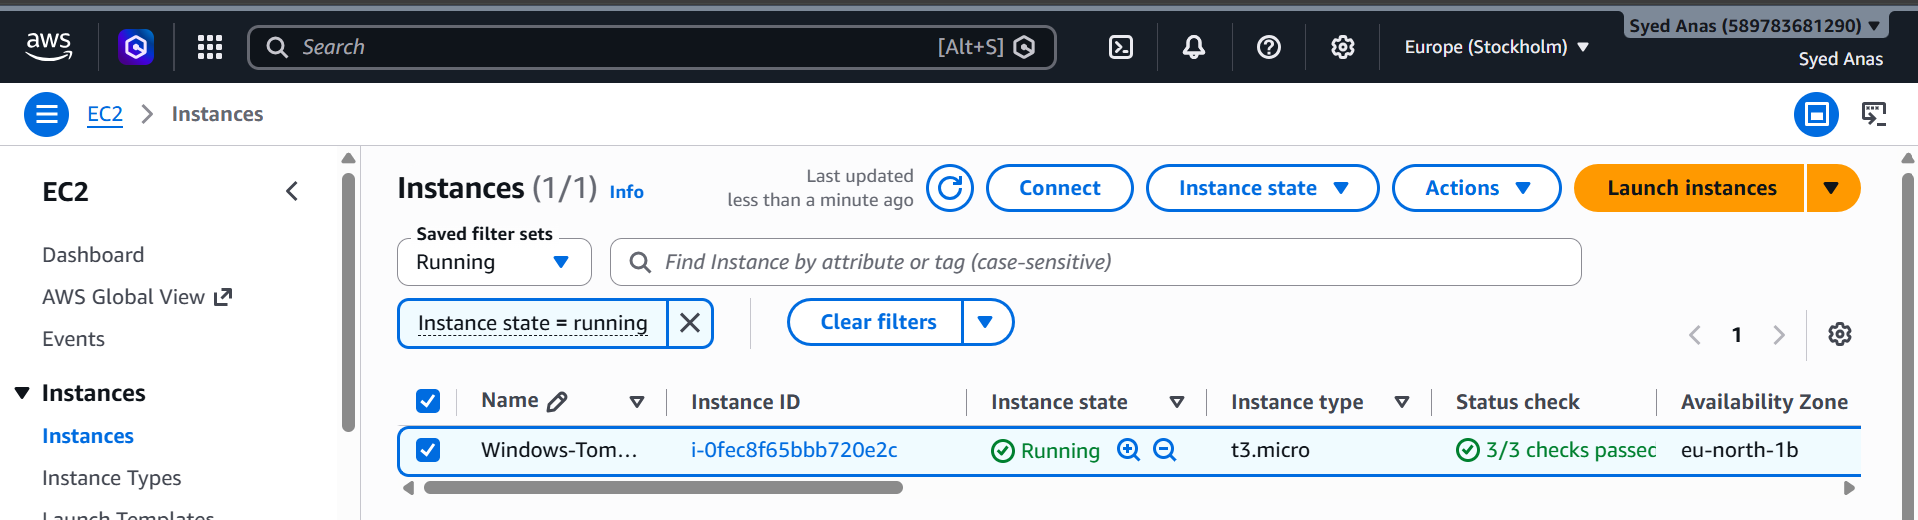 aws
Search
[Alt+S]
Europe (Stockholm)
Syed Anas (589783681290)
Syed Anas
EC2
Instances
EC2
Dashboard
AWS Global View
Events
Instances
Instances
Instance Types
Launch Templates
Instances (1/1) Info
Last updated
less than a minute ago
Connect
Instance state
Actions
Launch instances
Saved filter sets
Running
Find Instance by attribute or tag (case-sensitive)
Instance state = running
Clear filters
1
Name Instance ID Instance state Instance type Status check Availability Zone
Windows-Tom... i-0fec8f65bbb720e2c Running t3.micro 3/3 checks passed eu-north-1b